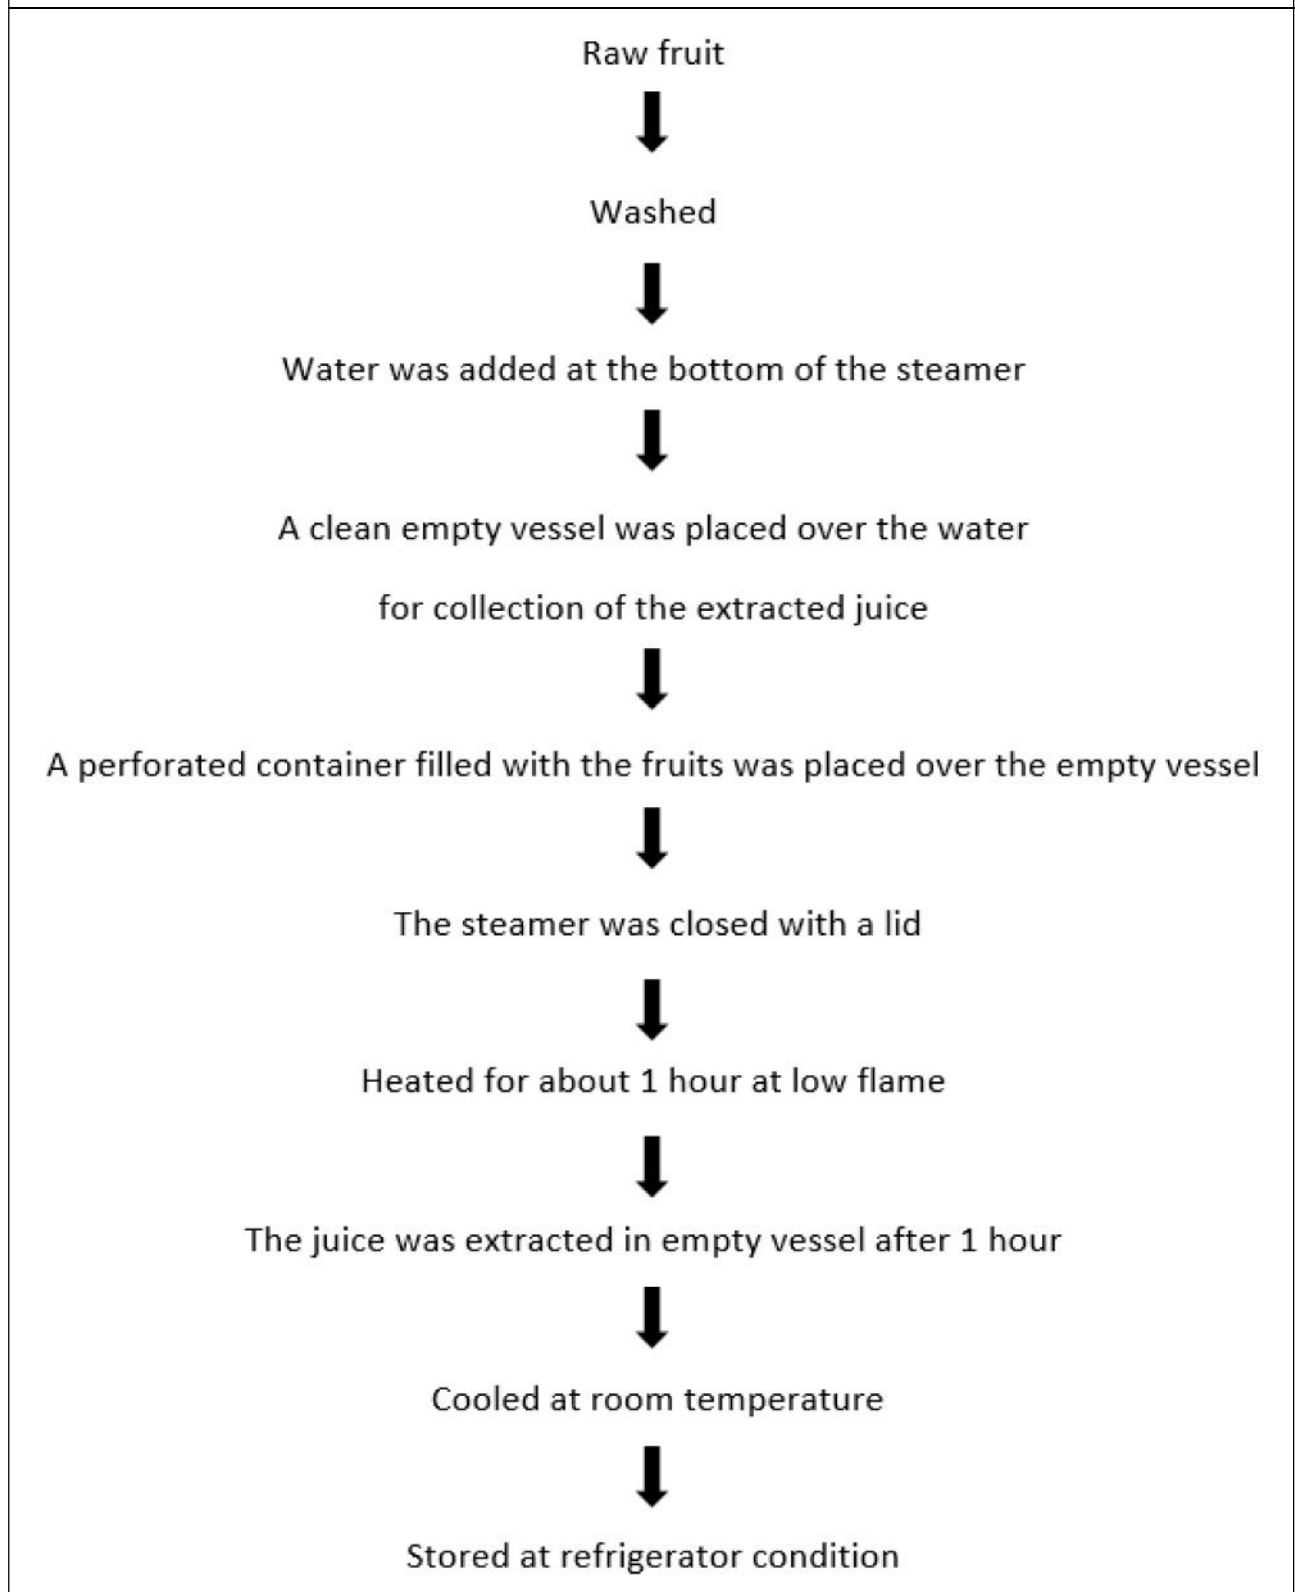 Raw fruit
Washed
Water was added at the bottom of the steamer
A clean empty vessel was placed over the water
for collection of the extracted juice
A perforated container filled with the fruits was placed over the empty vessel
The steamer was closed with a lid
Heated for about 1 hour at low flame
The juice was extracted in empty vessel after 1 hour
Cooled at room temperature
Stored at refrigerator condition